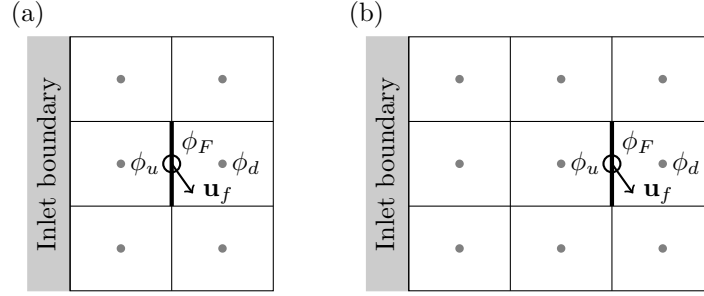 (a)
Inlet boundary
ϕ_F
ϕ_u
ϕ_d
u_f
(b)
Inlet boundary
ϕ_F
ϕ_u
ϕ_d
u_f